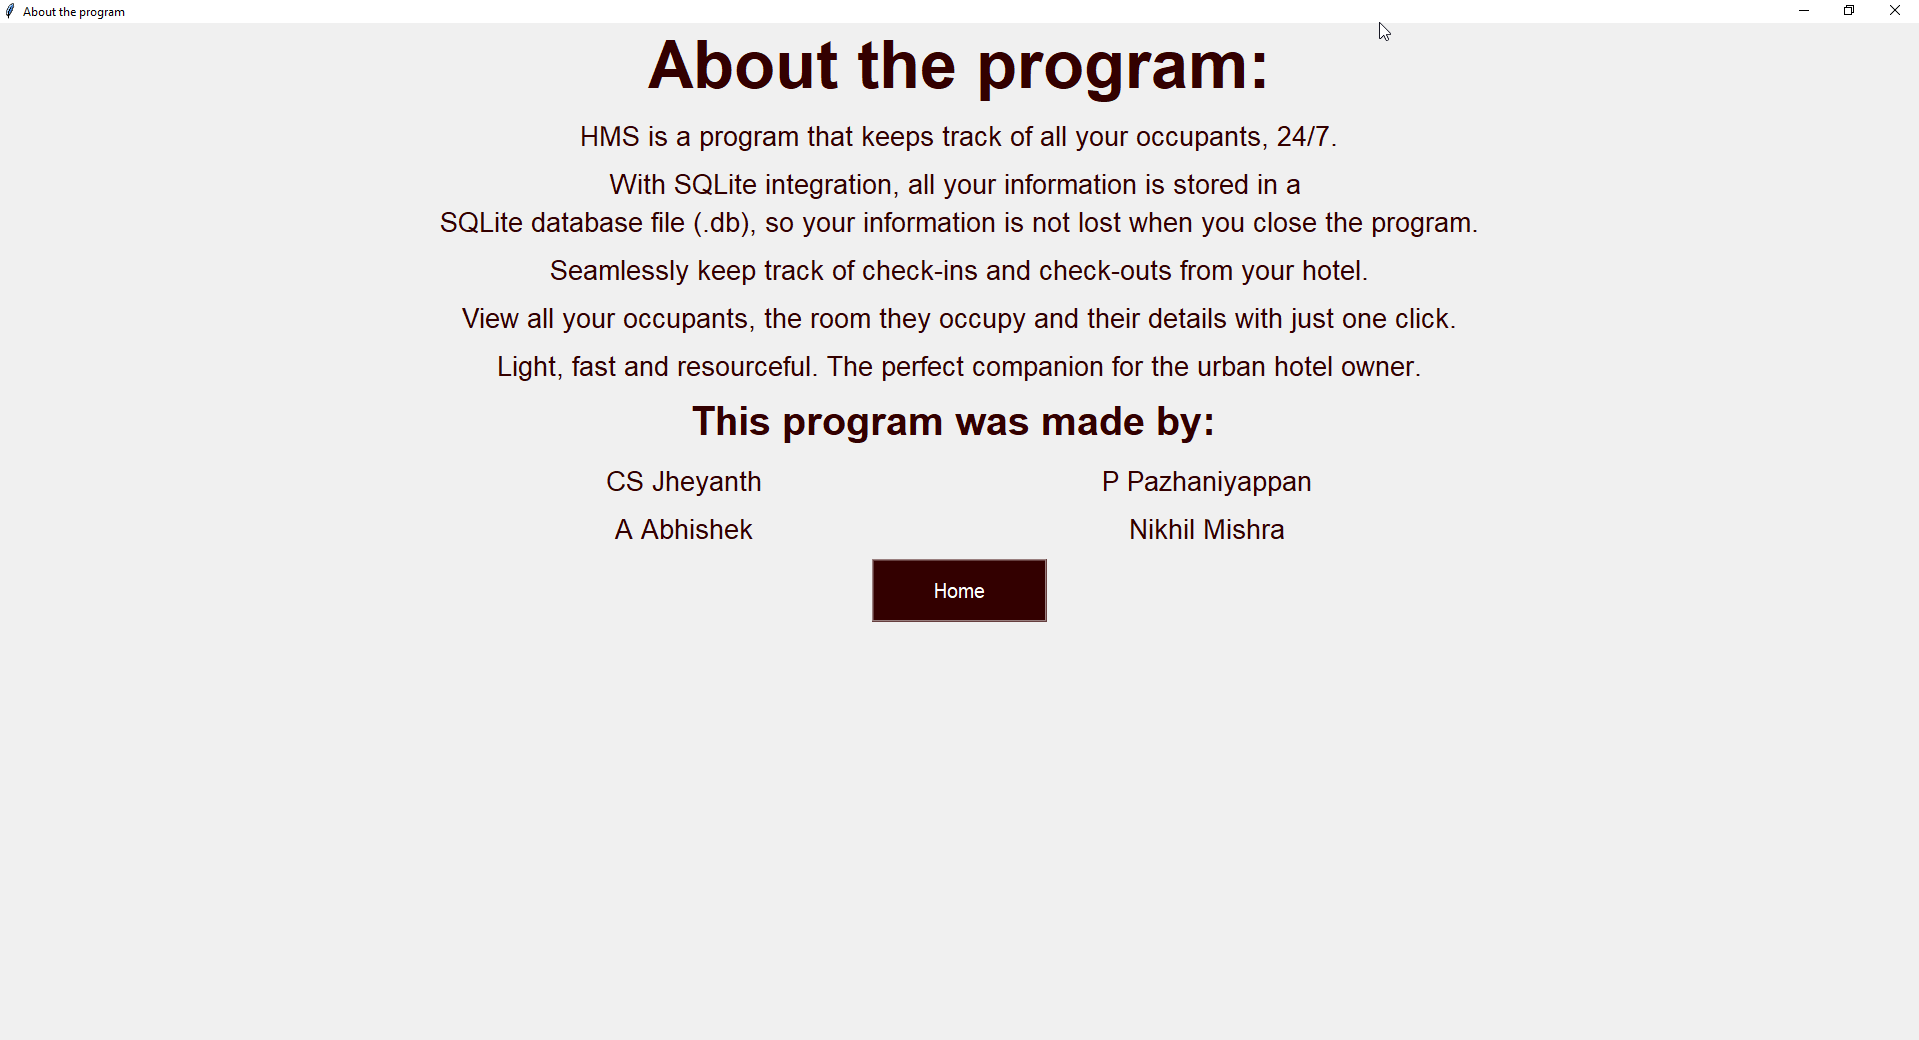 About the program
About the program:
HMS is a program that keeps track of all your occupants, 24/7.
With SQLite integration, all your information is stored in a
SQLite database file (.db), so your information is not lost when you close the program.
Seamlessly keep track of check-ins and check-outs from your hotel.
View all your occupants, the room they occupy and their details with just one click.
Light, fast and resourceful. The perfect companion for the urban hotel owner.
This program was made by:
CS Jheyanth
P Pazhaniyappan
A Abhishek
Nikhil Mishra
Home